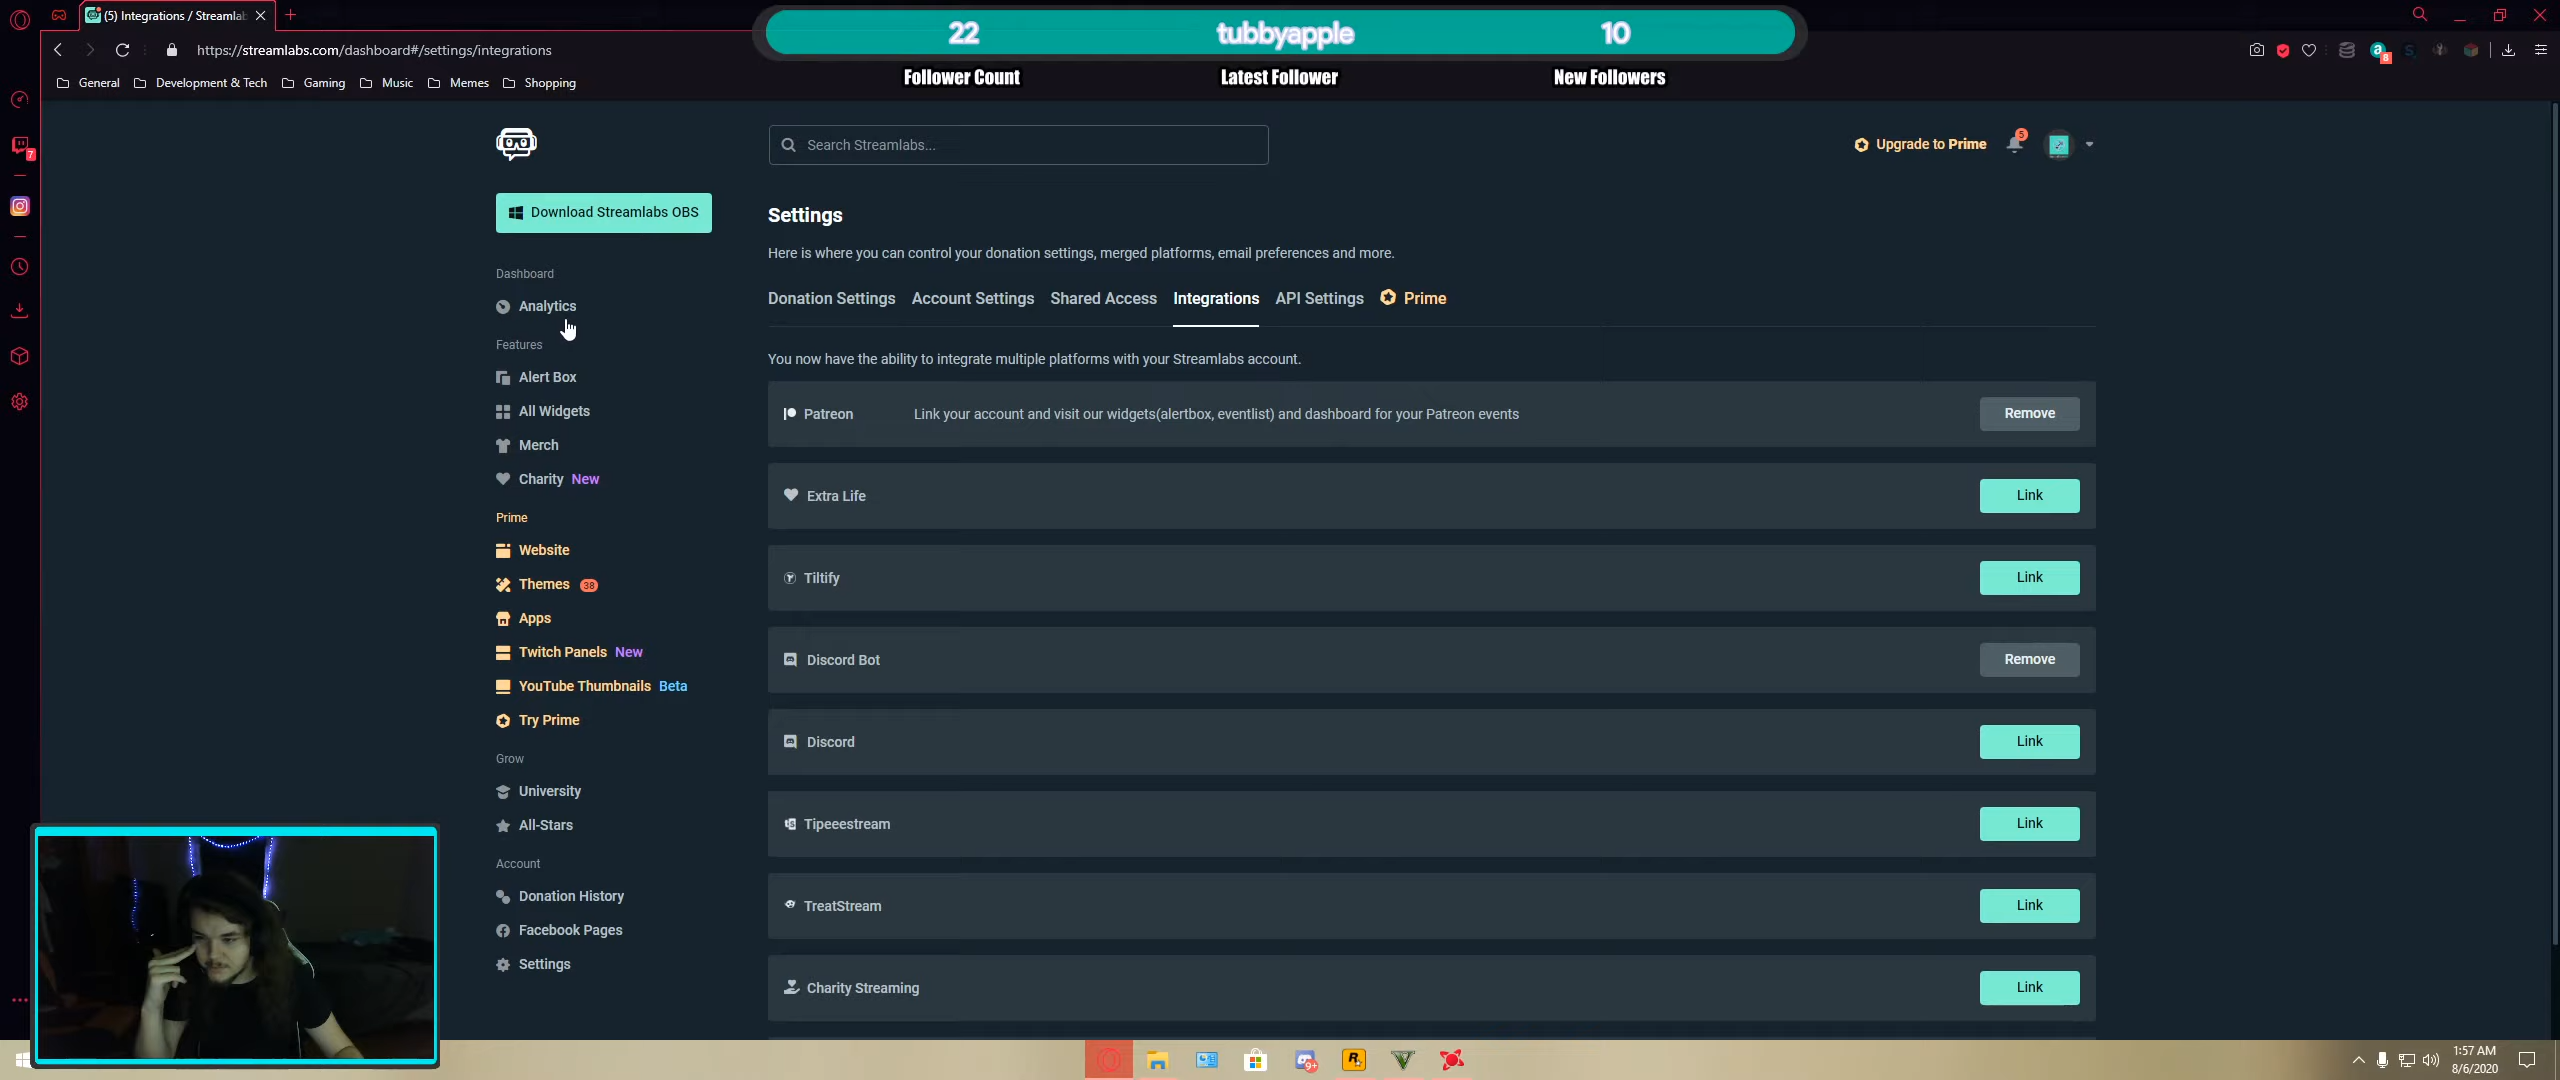 (5) Integrations / Streamla
https://streamlabs.com/dashboard#/settings/integrations
General
Development & Tech
Gaming
Music
Memes
Shopping
22
tubbyapple
10
Follower Count
Latest Follower
New Followers
8
7
Search Streamlabs...
Upgrade to Prime
5
Download Streamlabs OBS
Dashboard
Analytics
Features
Alert Box
All Widgets
Merch
Charity New
Prime
Website
Themes 38
Apps
Twitch Panels New
YouTube Thumbnails Beta
Try Prime
Grow
University
All-Stars
Account
Donation History
Facebook Pages
Settings
Settings
Here is where you can control your donation settings, merged platforms, email preferences and more.
Donation Settings
Account Settings
Shared Access
Integrations
API Settings
Prime
You now have the ability to integrate multiple platforms with your Streamlabs account.
Patreon
Link your account and visit our widgets(alertbox, eventlist) and dashboard for your Patreon events
Remove
Extra Life
Link
Tiltify
Link
Discord Bot
Remove
Discord
Link
Tipeeestream
Link
TreatStream
Link
Charity Streaming
Link
9+
1:57 AM
8/6/2020